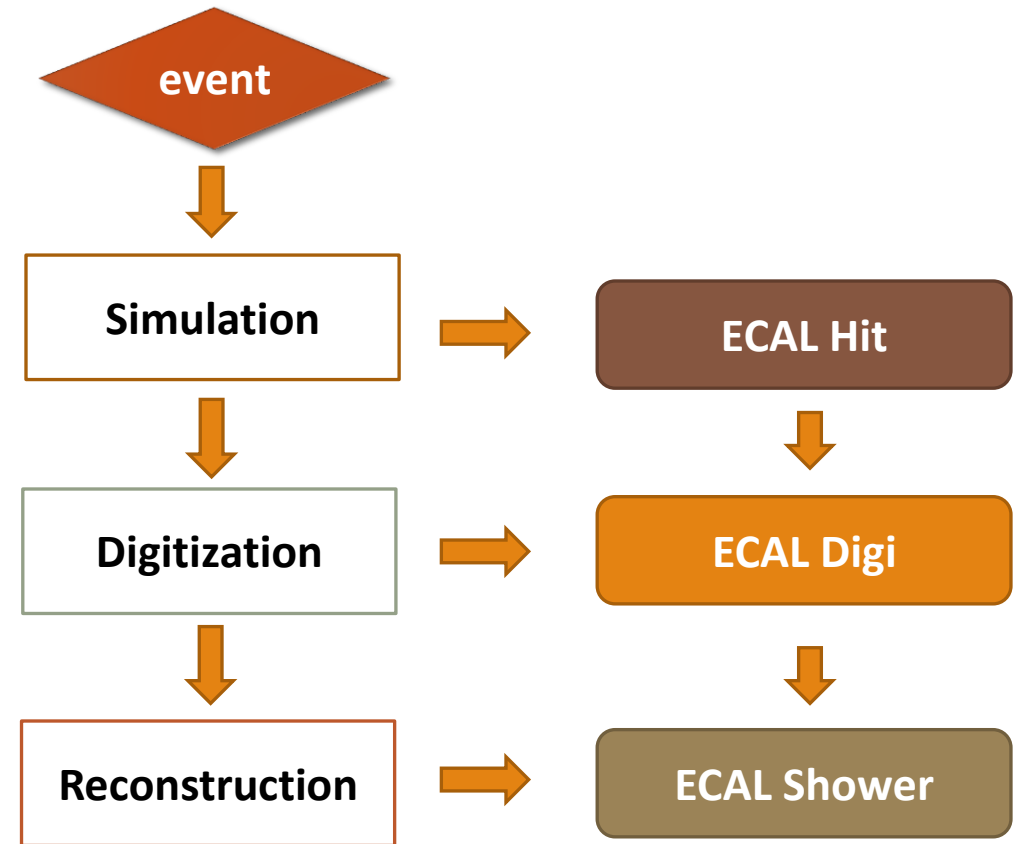 event
Simulation
ECAL Hit
Digitization
ECAL Digi
Reconstruction
ECAL Shower